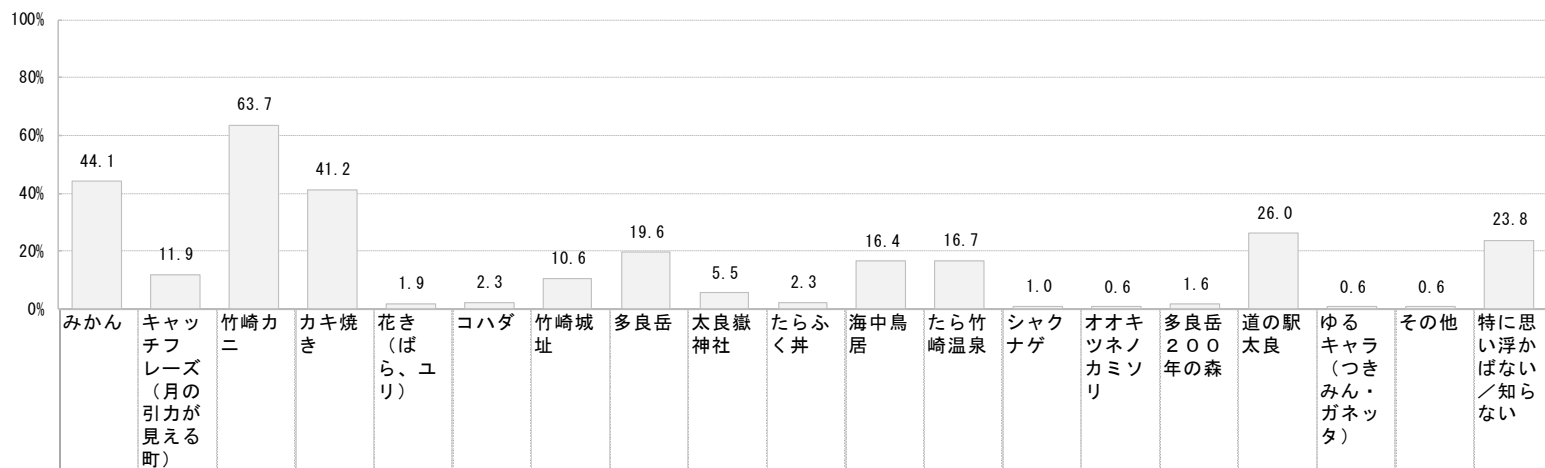 100%
80%
60%
40%
20%
0%
44.1
11.9
63.7
41.2
1.9
2.3
10.6
19.6
5.5
2.3
16.4
16.7
1.0
0.6
1.6
26.0
0.6
0.6
23.8
みかん
キャッ
チフ
レーズ
（月の
引力が
見える
町）
竹崎カ
ニ
カキ焼
き
花き
（ば
ら、ユ
リ）
コハダ
竹崎城
址
多良岳
太良嶽
神社
たらふ
く丼
海中鳥
居
たら竹
崎温泉
シャク
ナゲ
オオキ
ツネノ
カミソ
リ
多良岳
２００
年の森
道の駅
太良
ゆる
キャラ
（つき
みん・
ガネッ
タ）
その他
特に思
い浮か
ばない
／知ら
ない